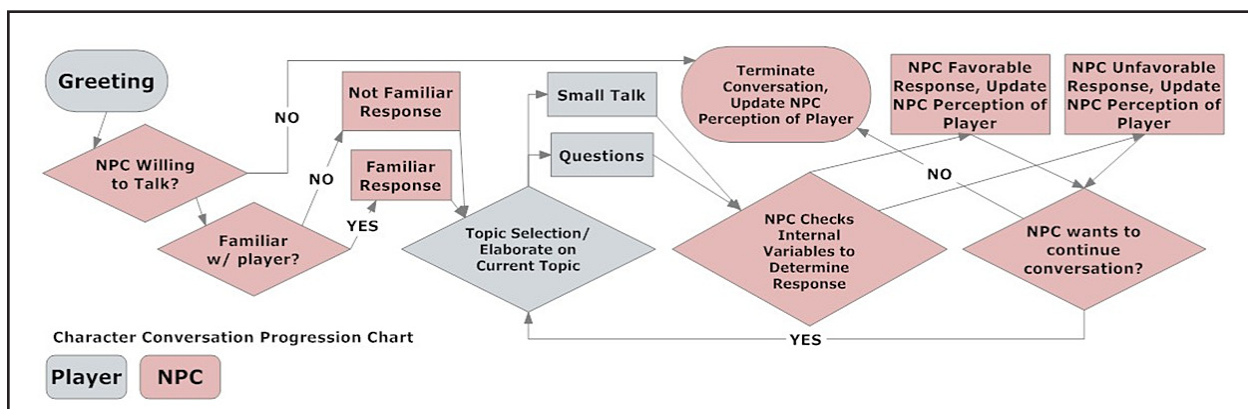 Greeting
NPC Willing
to Talk?
NO
Familiar
w/ player?
NO
YES
Not Familiar
Response
Familiar
Response
Topic Selection/
Elaborate on
Current Topic
Small Talk
Questions
Terminate
Conversation,
Update NPC
Perception of Player
NPC Checks
Internal
Variables to
Determine
Response
NPC Favorable
Response, Update
NPC Perception of
Player
NPC Unfavorable
Response, Update
NPC Perception of
Player
NO
NPC wants to
continue
conversation?
YES
Character Conversation Progression Chart
Player
NPC